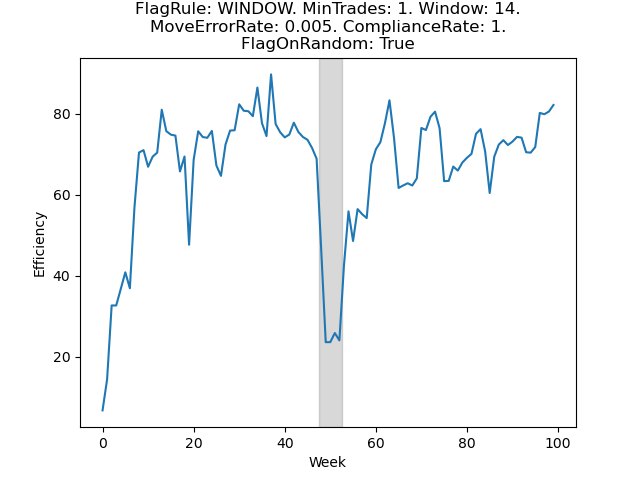 FlagRule: WINDOW. MinTrades: 1. Window: 14.
MoveErrorRate: 0.005. ComplianceRate: 1.
FlagOnRandom: True
80
60
40
20
Efficiency
0 20 40 60 80 100
Week